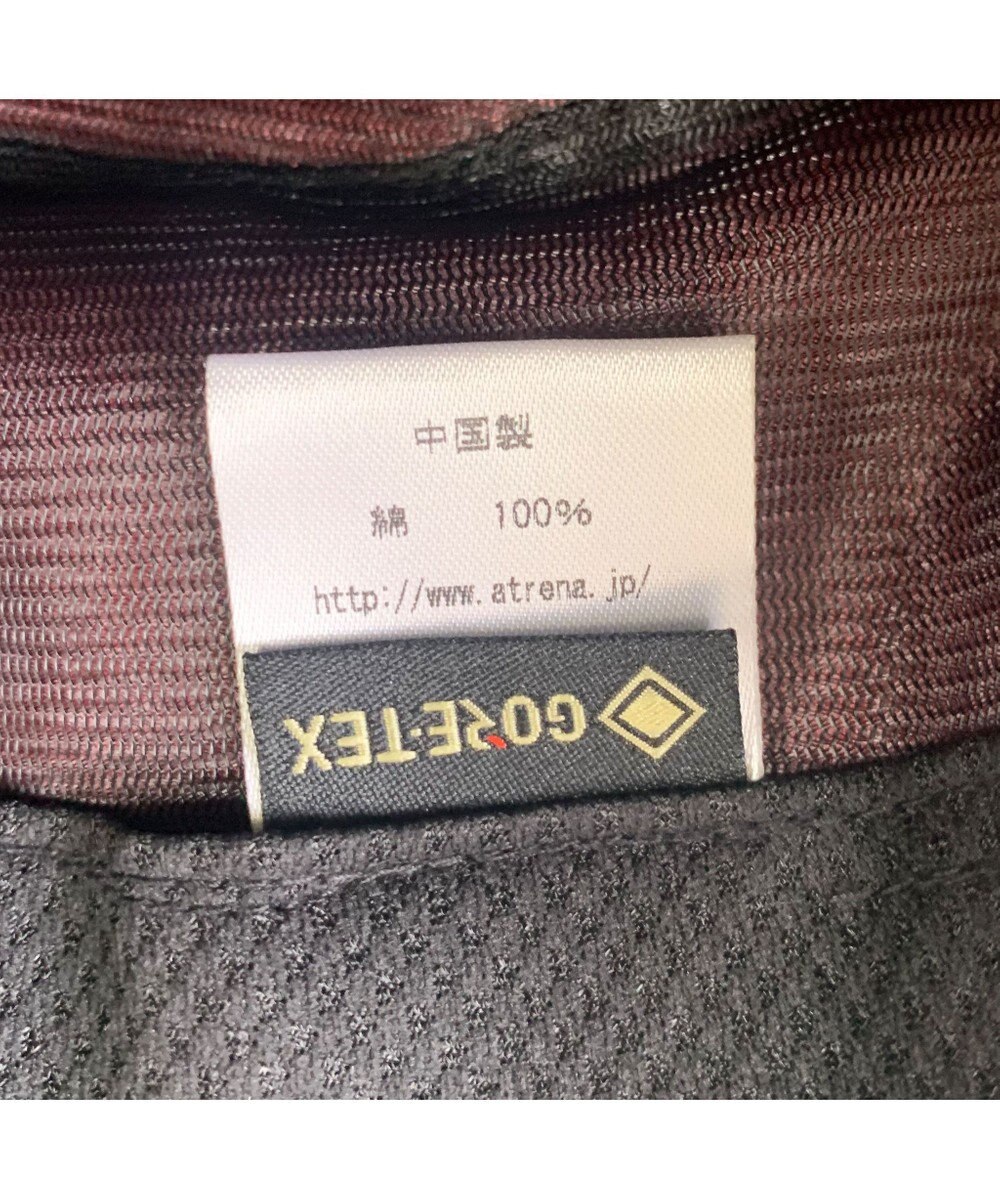 中国製
綿 100%
http://www.atrena.jp/
GORE-TEX